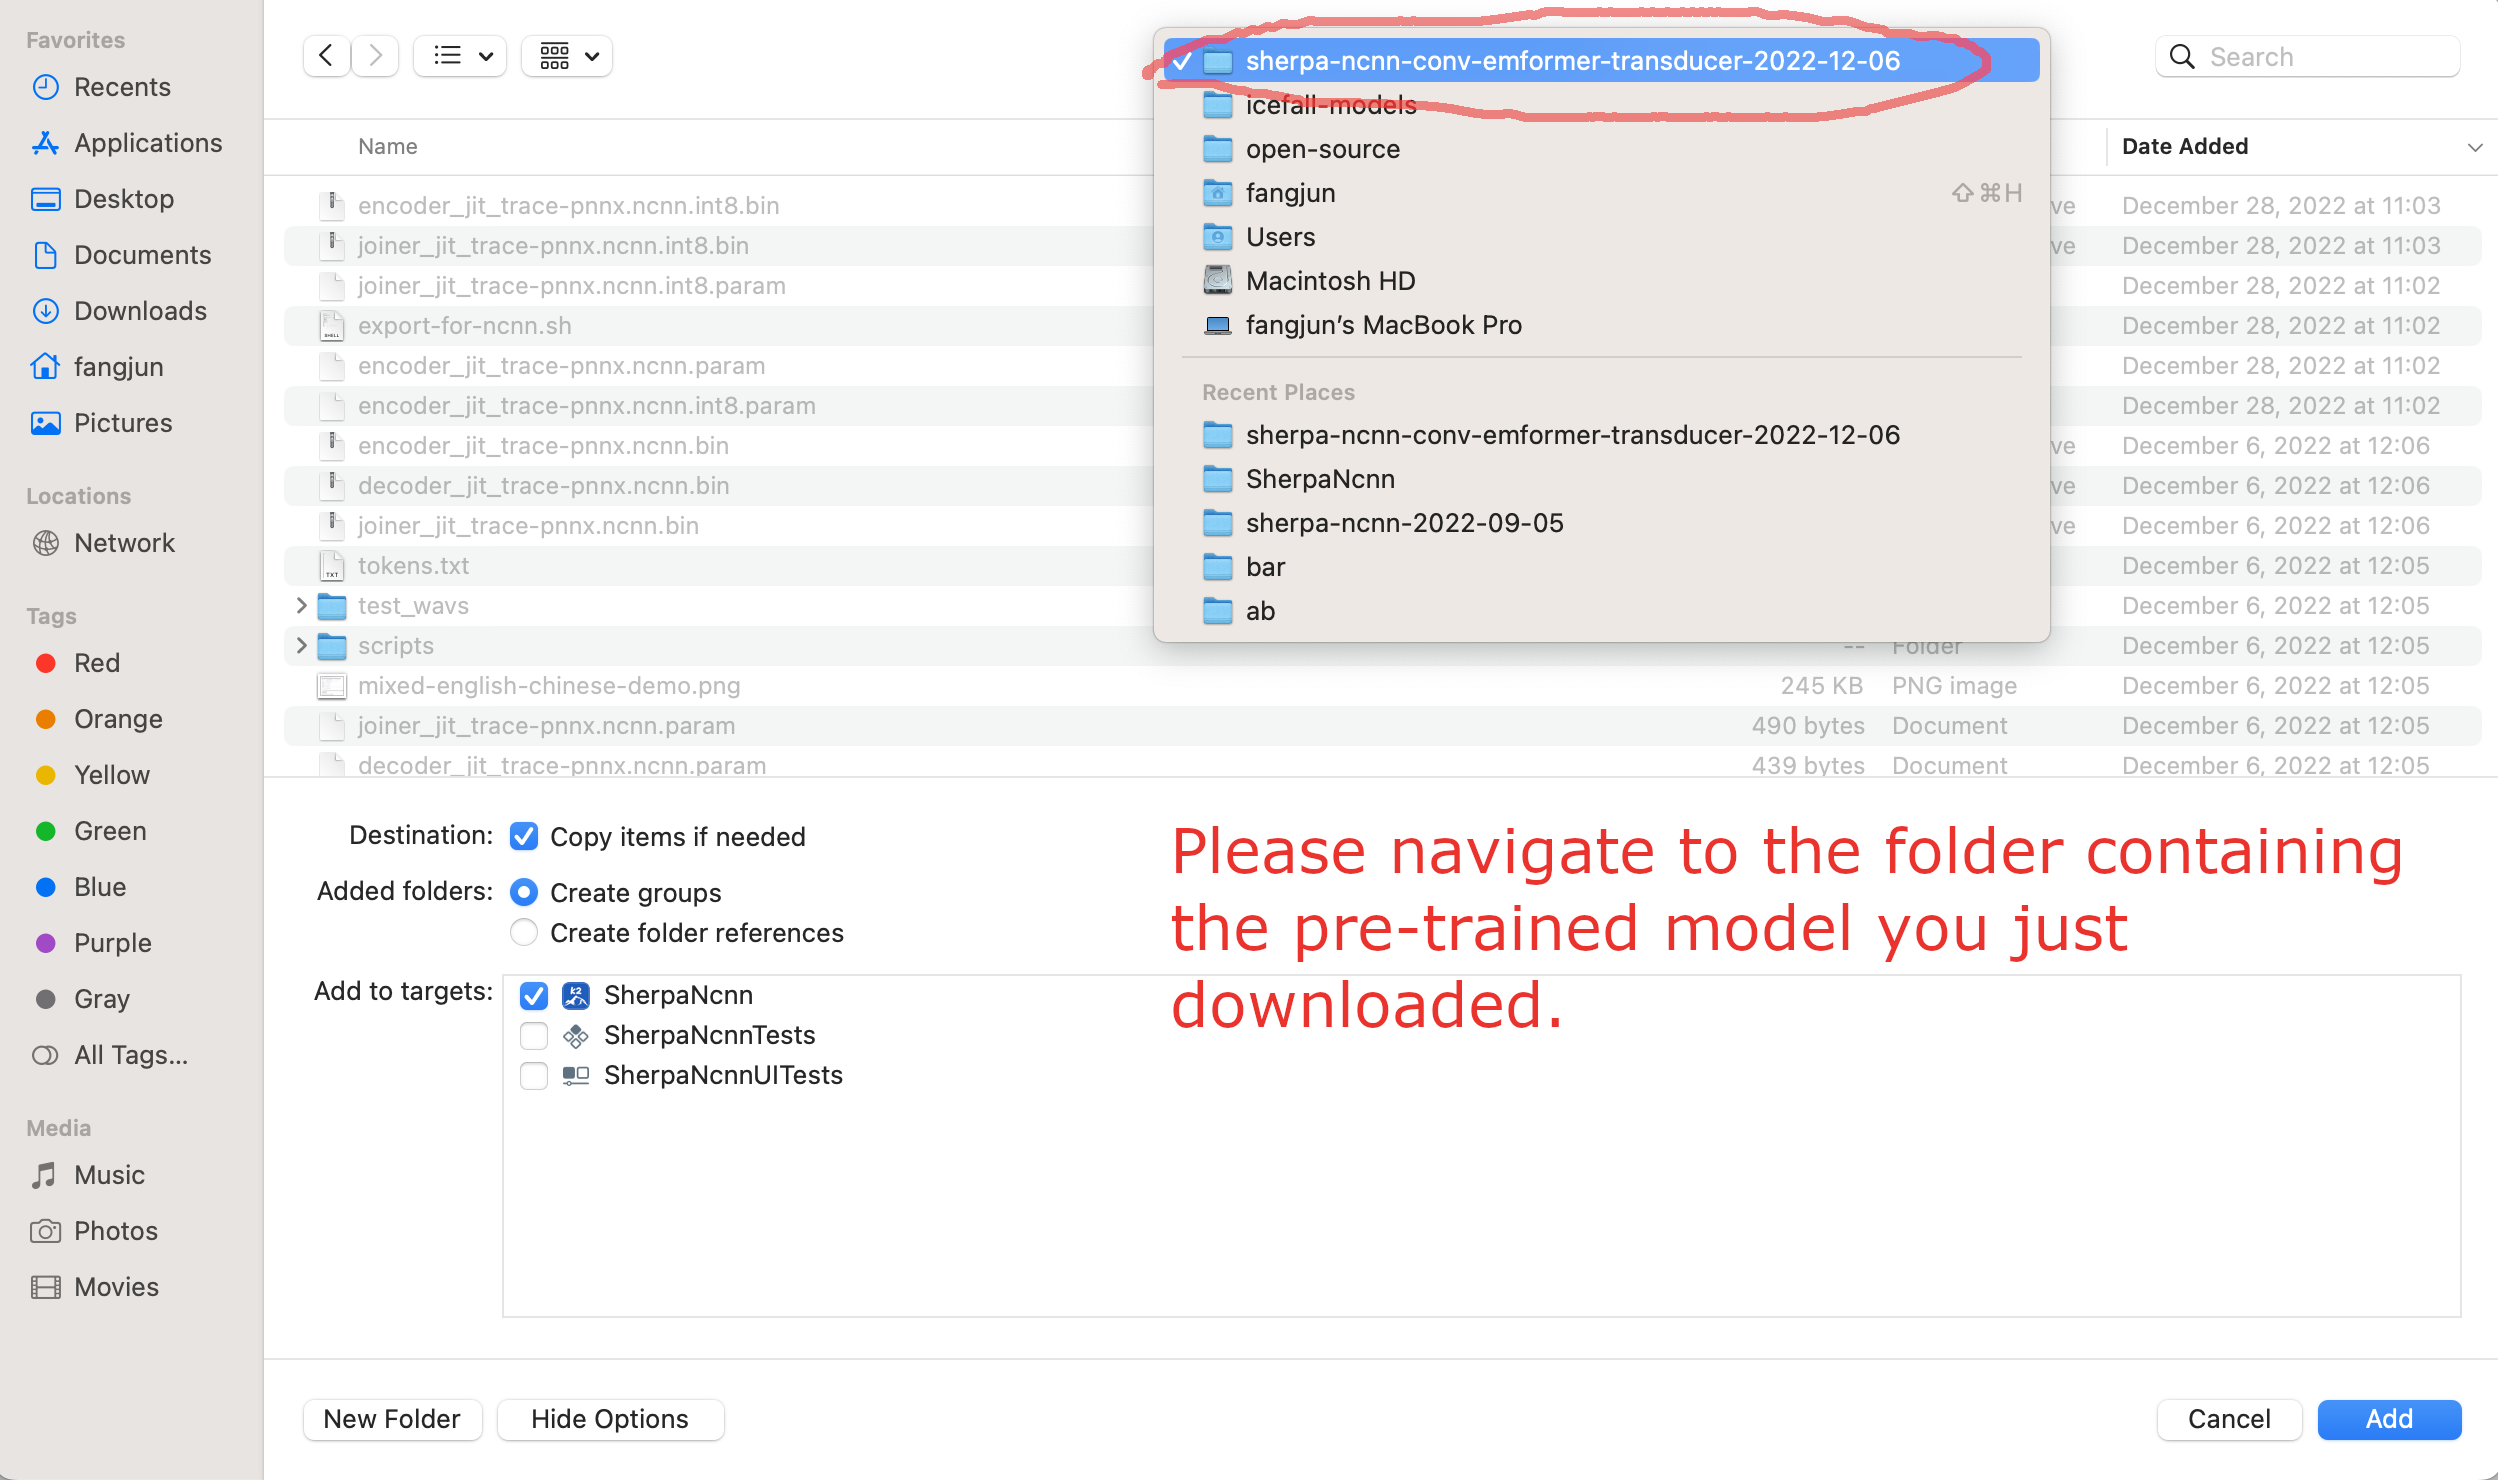 Favorites
Recents
Applications
Desktop
Documents
Downloads
fangjun
Pictures
Locations
Network
Tags
Red
Orange
Yellow
Green
Blue
Purple
Gray
All Tags...
Media
Music
Photos
Movies
sherpa-ncnn-conv-emformer-transducer-2022-12-06
icefall-models
open-source
fangjun ⇧⌘H
Users
Macintosh HD
fangjun’s MacBook Pro
Recent Places
sherpa-ncnn-conv-emformer-transducer-2022-12-06
SherpaNcnn
sherpa-ncnn-2022-09-05
bar
ab
Search
Name Date Added
encoder_jit_trace-pnnx.ncnn.int8.bin ve December 28, 2022 at 11:03
joiner_jit_trace-pnnx.ncnn.int8.bin ve December 28, 2022 at 11:03
joiner_jit_trace-pnnx.ncnn.int8.param December 28, 2022 at 11:02
export-for-ncnn.sh December 28, 2022 at 11:02
encoder_jit_trace-pnnx.ncnn.param December 28, 2022 at 11:02
encoder_jit_trace-pnnx.ncnn.int8.param December 28, 2022 at 11:02
encoder_jit_trace-pnnx.ncnn.bin ve December 6, 2022 at 12:06
decoder_jit_trace-pnnx.ncnn.bin ve December 6, 2022 at 12:06
joiner_jit_trace-pnnx.ncnn.bin ve December 6, 2022 at 12:06
tokens.txt December 6, 2022 at 12:05
test_wavs December 6, 2022 at 12:05
scripts -- Folder December 6, 2022 at 12:05
mixed-english-chinese-demo.png 245 KB PNG image December 6, 2022 at 12:05
joiner_jit_trace-pnnx.ncnn.param 490 bytes Document December 6, 2022 at 12:05
decoder_jit_trace-pnnx.ncnn.param 439 bytes Document December 6, 2022 at 12:05
Destination: Copy items if needed
Added folders: Create groups
Create folder references
Add to targets: SherpaNcnn
SherpaNcnnTests
SherpaNcnnUITests
Please navigate to the folder containing
the pre-trained model you just
downloaded.
New Folder
Hide Options
Cancel
Add